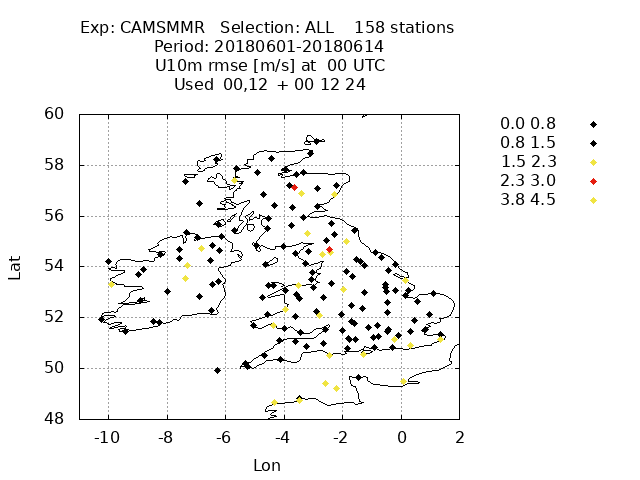 Exp: CAMSMMR Selection: ALL 158 stations
Period: 20180601-20180614
U10m rmse [m/s] at 00 UTC
Used 00,12 + 00 12 24
60
58
56
54
52
50
48
Lat
-10 -8 -6 -4 -2 0 2
Lon
0.0 0.8
0.8 1.5
1.5 2.3
2.3 3.0
3.8 4.5